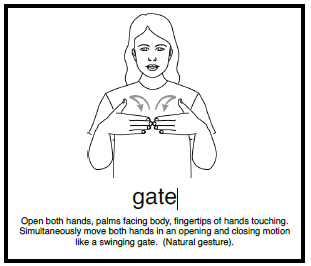 gate
Open both hands, palms facing body, fingertips of hands touching.
Simultaneously move both hands in an opening and closing motion
like a swinging gate.  (Natural gesture).